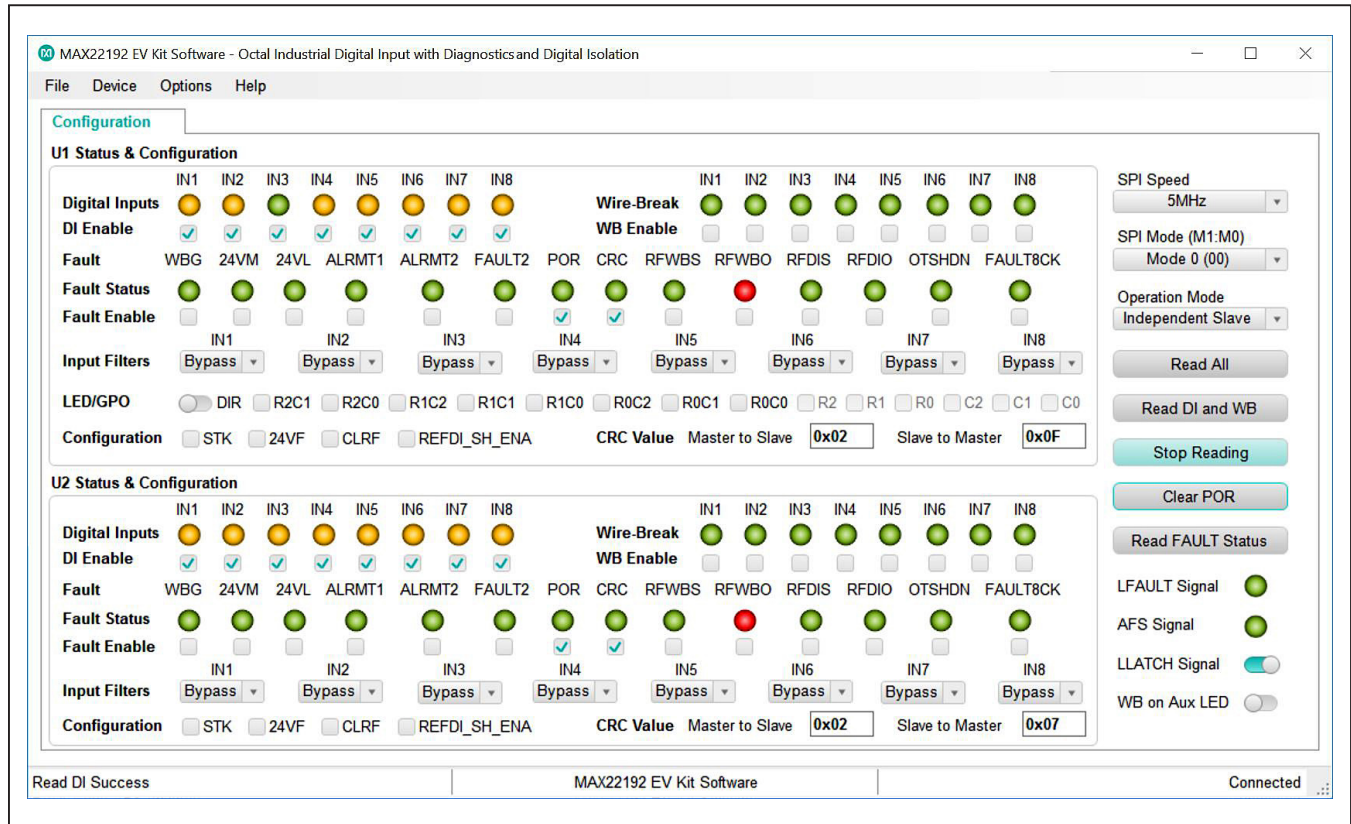 MAX22192 EV Kit Software - Octal Industrial Digital Input with Diagnostics and Digital Isolation
File Device Options Help
Configuration
U1 Status & Configuration
IN1 IN2 IN3 IN4 IN5 IN6 IN7 IN8 IN1 IN2 IN3 IN4 IN5 IN6 IN7 IN8
Digital Inputs Wire-Break
DI Enable WB Enable
Fault WBG 24VM 24VL ALRMT1 ALRMT2 FAULT2 POR CRC RFWBS RFWBO RFDIS RFDIO OTSHDN FAULT8CK
Fault Status
Fault Enable
IN1 IN2 IN3 IN4 IN5 IN6 IN7 IN8
Input Filters Bypass Bypass Bypass Bypass Bypass Bypass Bypass Bypass
LED/GPO DIR R2C1 R2C0 R1C2 R1C1 R1C0 R0C2 R0C1 R0C0 R2 R1 R0 C2 C1 C0
Configuration STK 24VF CLRF REFDI_SH_ENA CRC Value Master to Slave 0x02 Slave to Master 0x0F
U2 Status & Configuration
IN1 IN2 IN3 IN4 IN5 IN6 IN7 IN8 IN1 IN2 IN3 IN4 IN5 IN6 IN7 IN8
Digital Inputs Wire-Break
DI Enable WB Enable
Fault WBG 24VM 24VL ALRMT1 ALRMT2 FAULT2 POR CRC RFWBS RFWBO RFDIS RFDIO OTSHDN FAULT8CK
Fault Status
Fault Enable
IN1 IN2 IN3 IN4 IN5 IN6 IN7 IN8
Input Filters Bypass Bypass Bypass Bypass Bypass Bypass Bypass Bypass
Configuration STK 24VF CLRF REFDI_SH_ENA CRC Value Master to Slave 0x02 Slave to Master 0x07
SPI Speed
5MHz
SPI Mode (M1:M0)
Mode 0 (00)
Operation Mode
Independent Slave
Read All
Read DI and WB
Stop Reading
Clear POR
Read FAULT Status
LFAULT Signal
AFS Signal
LLATCH Signal
WB on Aux LED
Read DI Success MAX22192 EV Kit Software Connected